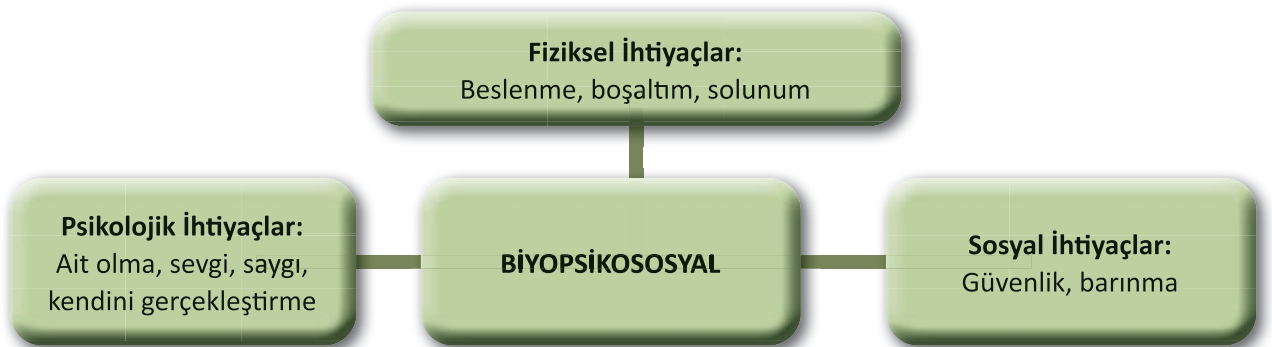 Fiziksel İhtiyaçlar:
Beslenme, boşaltım, solunum
Psikolojik İhtiyaçlar:
Ait olma, sevgi, saygı,
kendini gerçekleştirme
BİYOPSİKOSOSYAL
Sosyal İhtiyaçlar:
Güvenlik, barınma